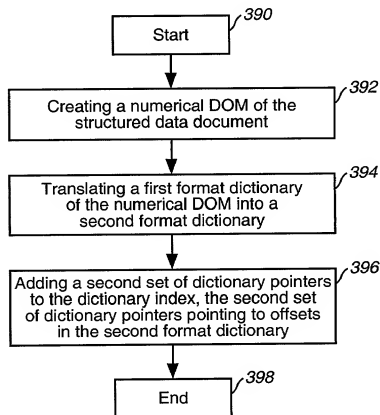 390
Start
392
Creating a numerical DOM of the
structured data document
394
Translating a first format dictionary
of the numerical DOM into a
second format dictionary
396
Adding a second set of dictionary pointers
to the dictionary index, the second set
of dictionary pointers pointing to offsets
in the second format dictionary
398
End